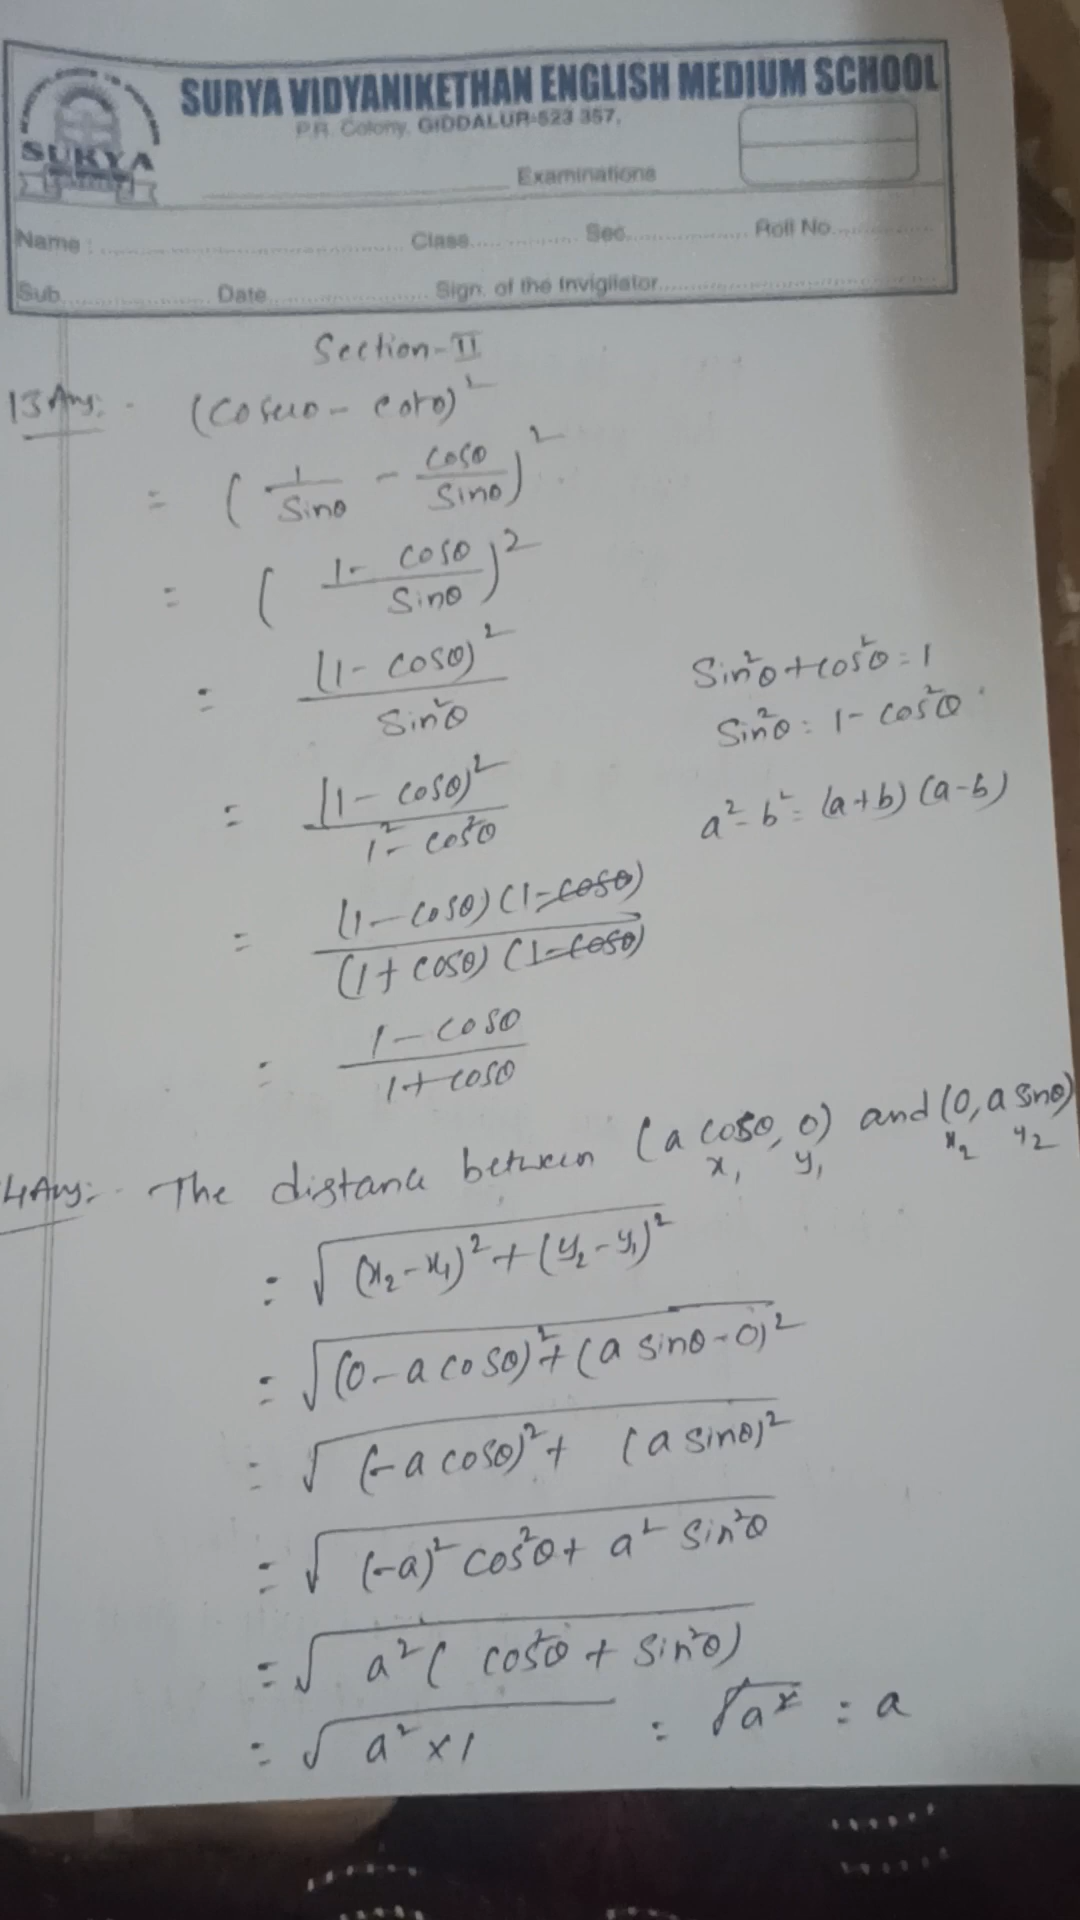 SURYA VIDYANIKETHAN ENGLISH MEDIUM SCHOOL
P.R. Colony, GIDDALUR-523 357.
SURYA
Examinations
Name : Class Sec. Roll No.
Sub. Date Sign. of the Invigilator
Section-II
13 Ans:- (cosecθ - cotθ)²
= (1/sinθ - cosθ/sinθ)²
= (1- cosθ/sinθ)²
= (1- cosθ)²/sin²θ
sin²θ+cos²θ=1
sin²θ = 1- cos²θ
= (1- cosθ)²/1²- cos²θ
a²-b² = (a+b) (a-b)
= (1-cosθ) (1-cosθ)/(1+cosθ) (1-cosθ)
= 1-cosθ/1+cosθ
4Ans:- The distance between (a cosθ, 0) and (0, a sinθ)
x₁ y₁ x₂ y₂
= √(x₂-x₁)²+(y₂-y₁)²
= √(0-a cosθ)²+(a sinθ-0)²
= √(-a cosθ)²+ (a sinθ)²
= √(-a)² cos²θ+ a² sin²θ
= √a² ( cos²θ + sin²θ)
= √a² x1 = √a² = a